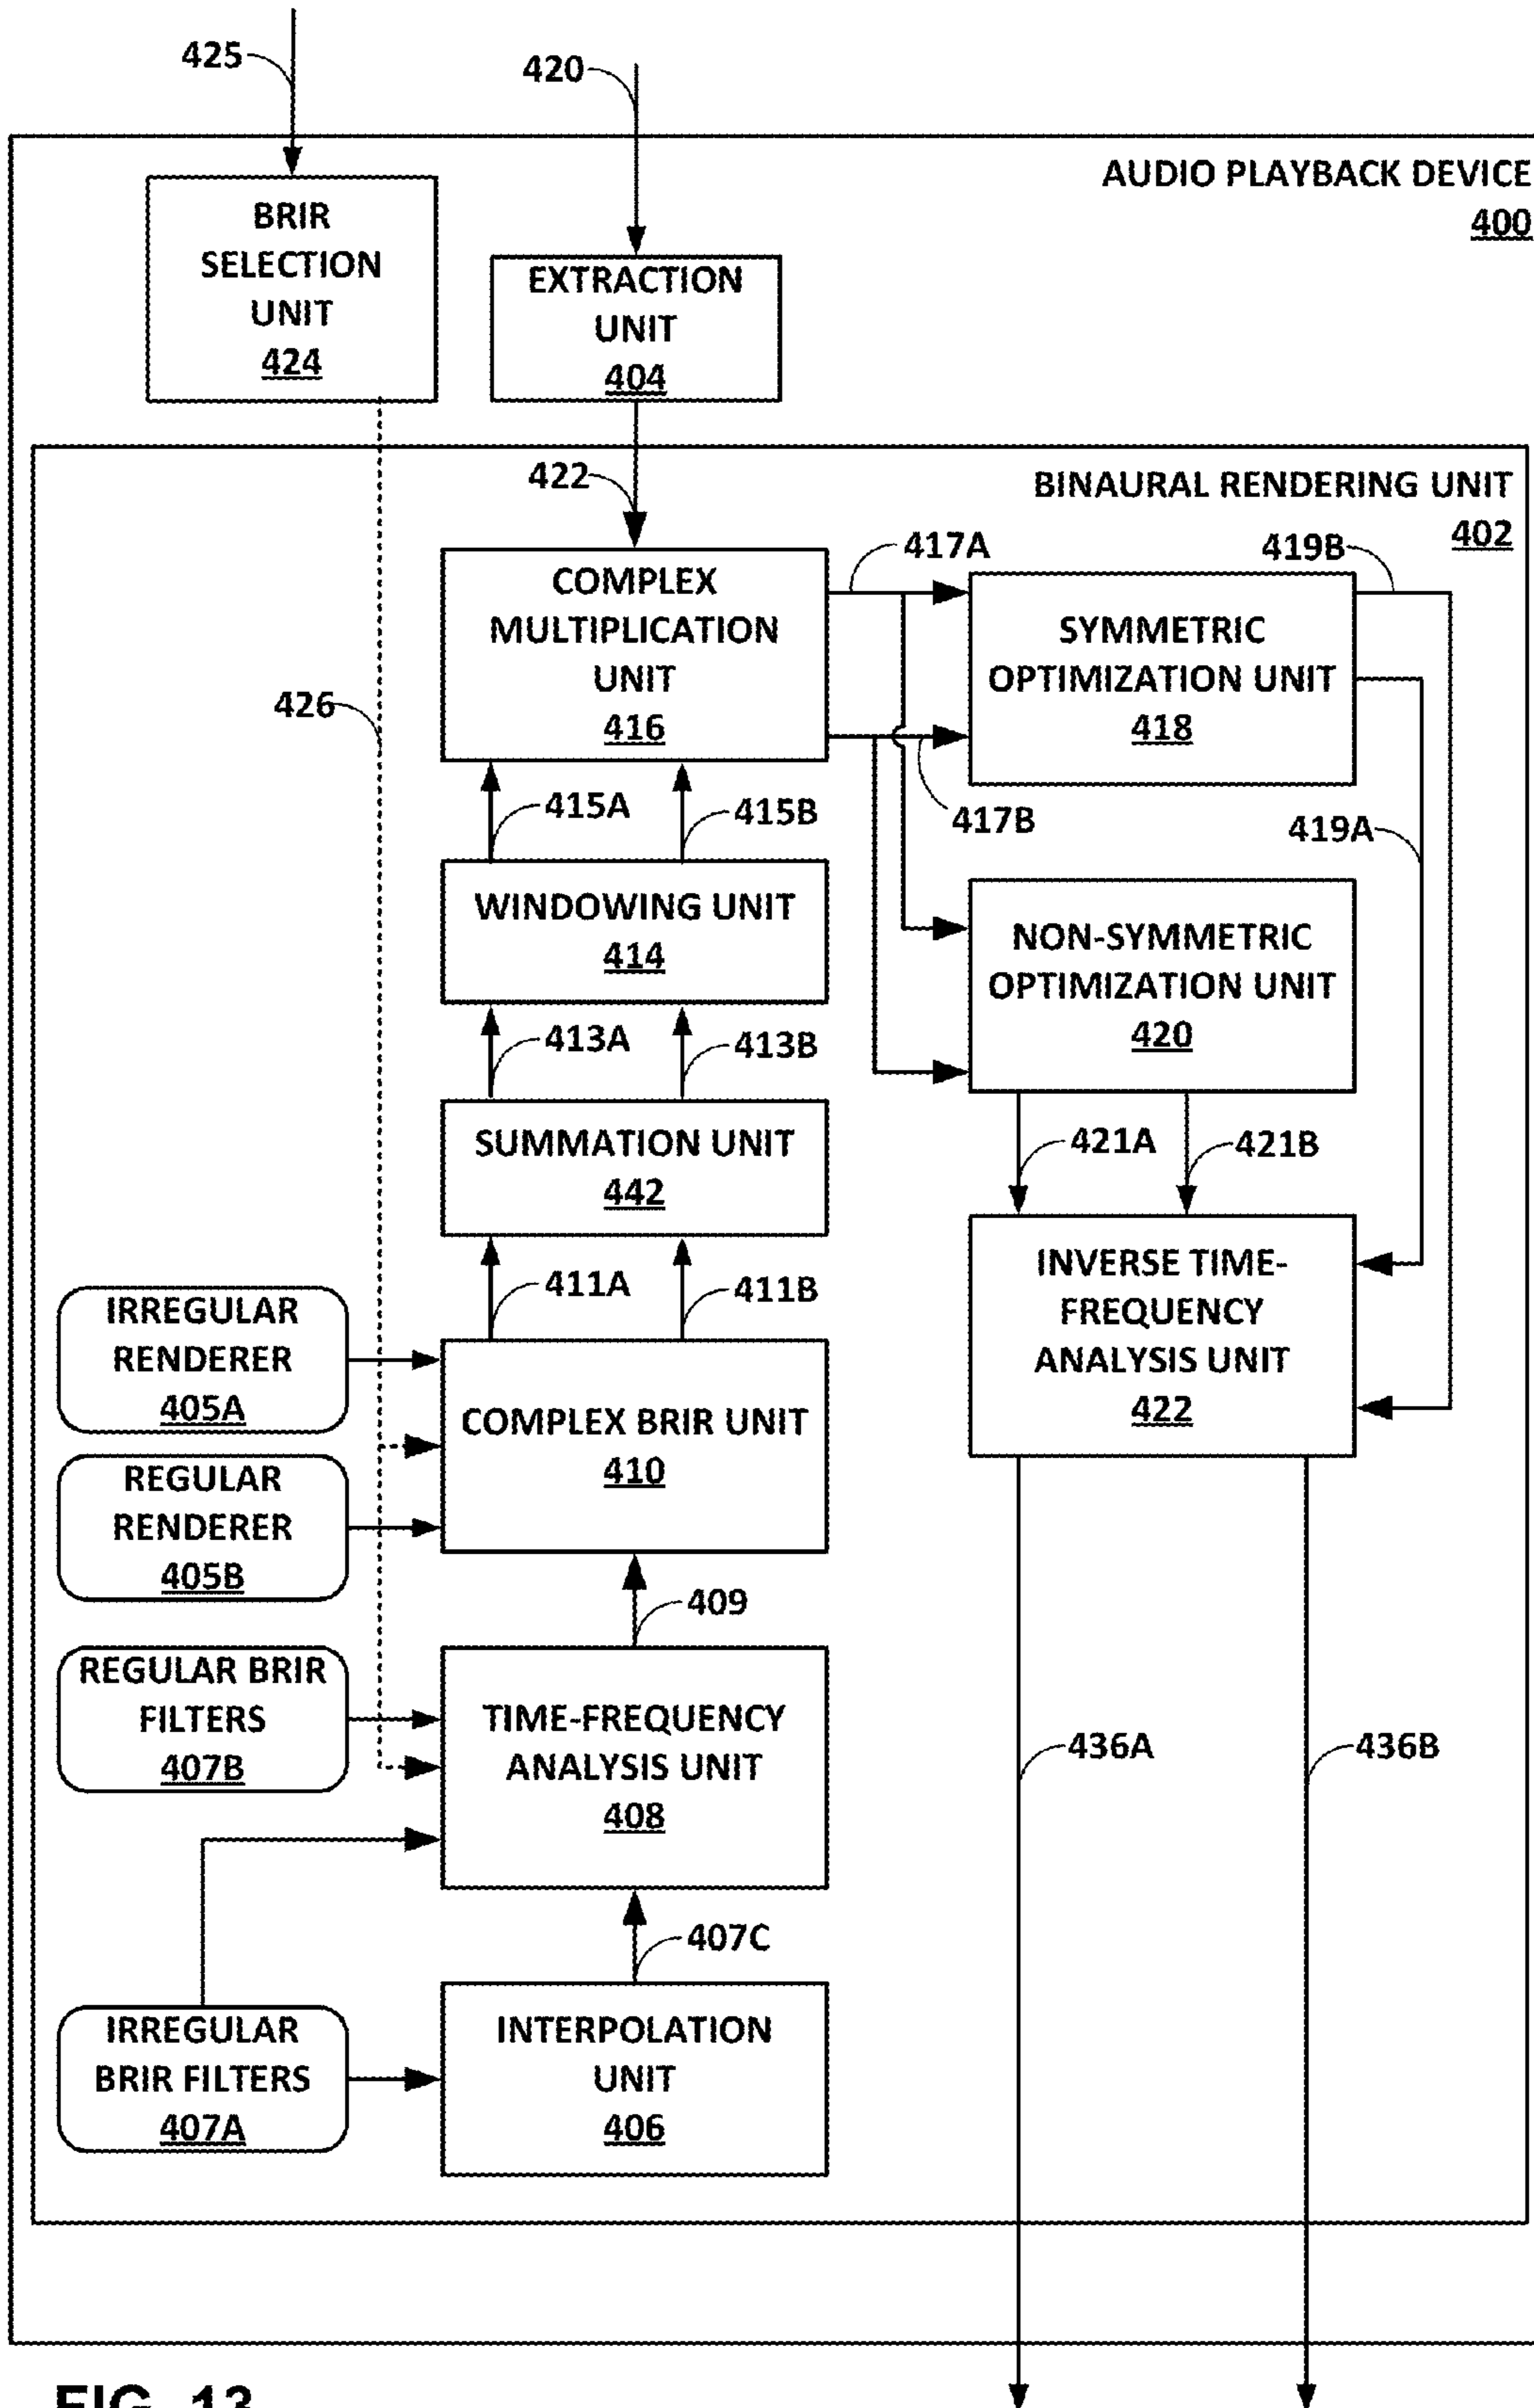 425
420
AUDIO PLAYBACK DEVICE
400
BRIR
SELECTION
UNIT
424
EXTRACTION
UNIT
404
422
BINAURAL RENDERING UNIT
402
417A
419B
COMPLEX
MULTIPLICATION
UNIT
416
SYMMETRIC
OPTIMIZATION UNIT
418
426
415A
415B
417B
419A
WINDOWING UNIT
414
NON-SYMMETRIC
OPTIMIZATION UNIT
420
413A
413B
SUMMATION UNIT
442
421A
421B
411A
411B
INVERSE TIME-
FREQUENCY
ANALYSIS UNIT
422
IRREGULAR
RENDERER
405A
COMPLEX BRIR UNIT
410
REGULAR
RENDERER
405B
409
REGULAR BRIR
FILTERS
407B
TIME-FREQUENCY
ANALYSIS UNIT
408
436A
436B
407C
IRREGULAR
BRIR FILTERS
407A
INTERPOLATION
UNIT
406
FIG. 13